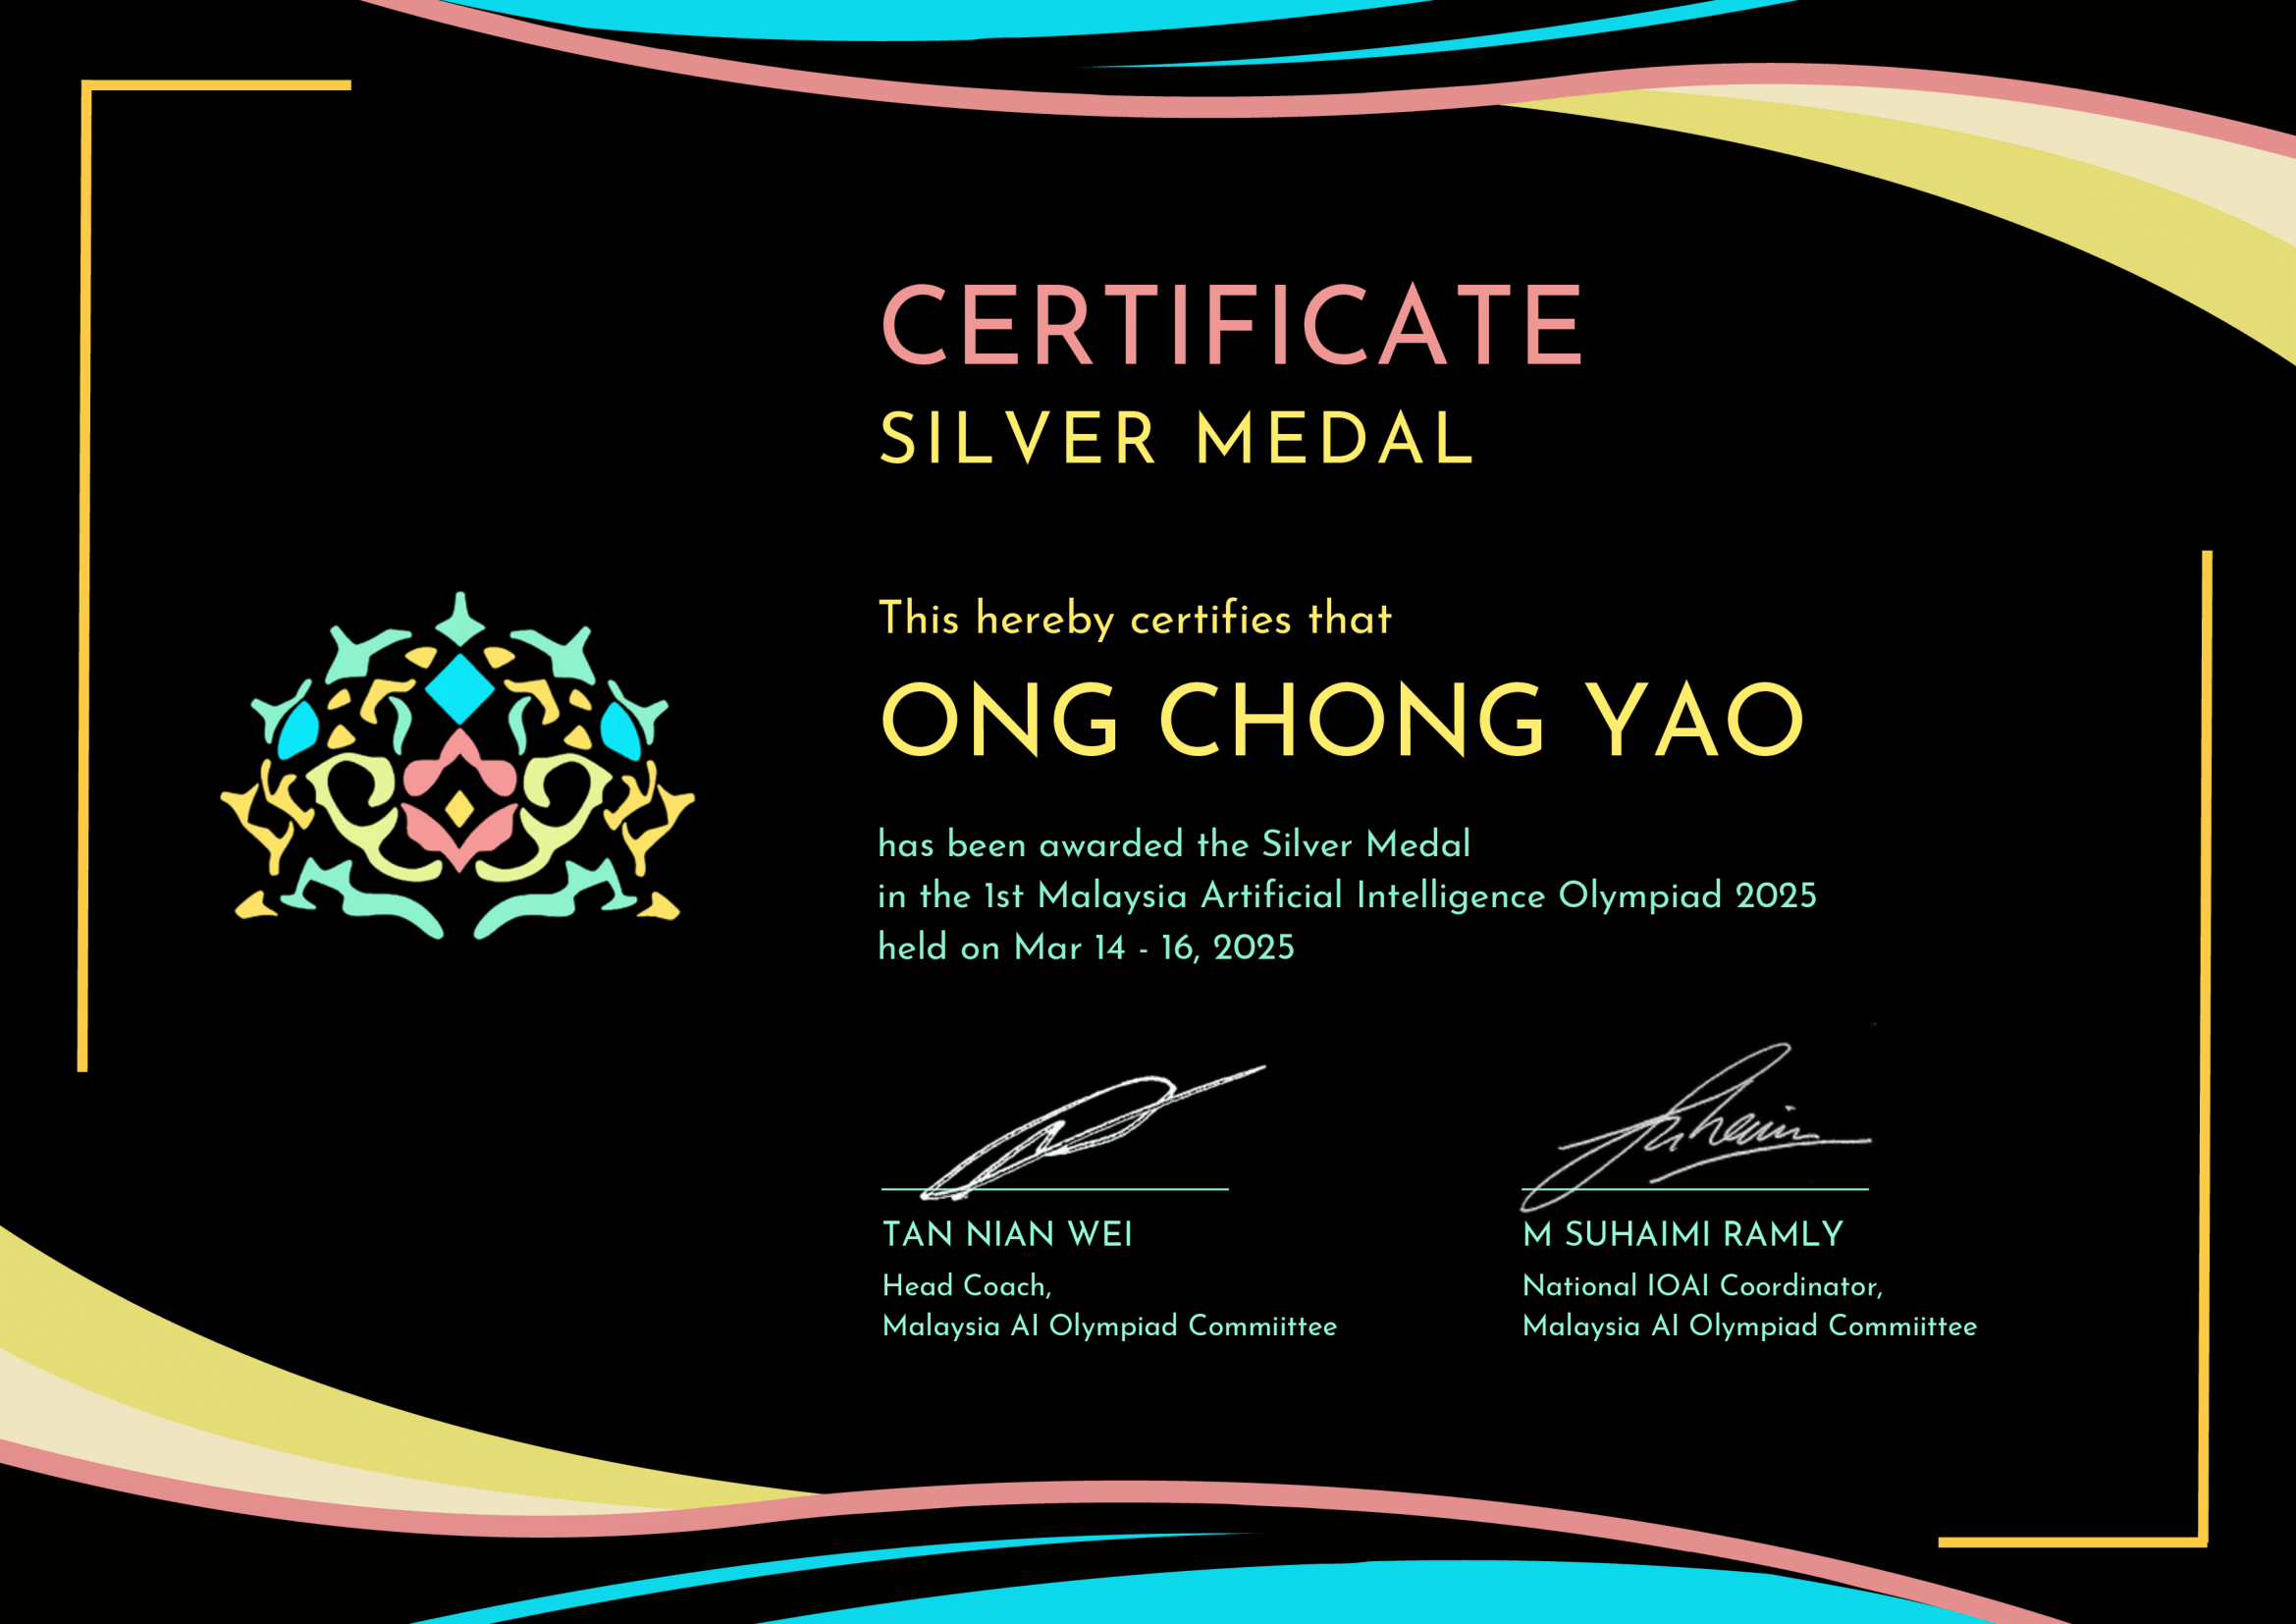 CERTIFICATE
SILVER MEDAL
This hereby certifies that
ONG CHONG YAO
has been awarded the Silver Medal
in the 1st Malaysia Artificial Intelligence Olympiad 2025
held on Mar 14 - 16, 2025
TAN NIAN WEI
Head Coach,
Malaysia AI Olympiad Commiittee
M SUHAIMI RAMLY
National IOAI Coordinator,
Malaysia AI Olympiad Commiittee